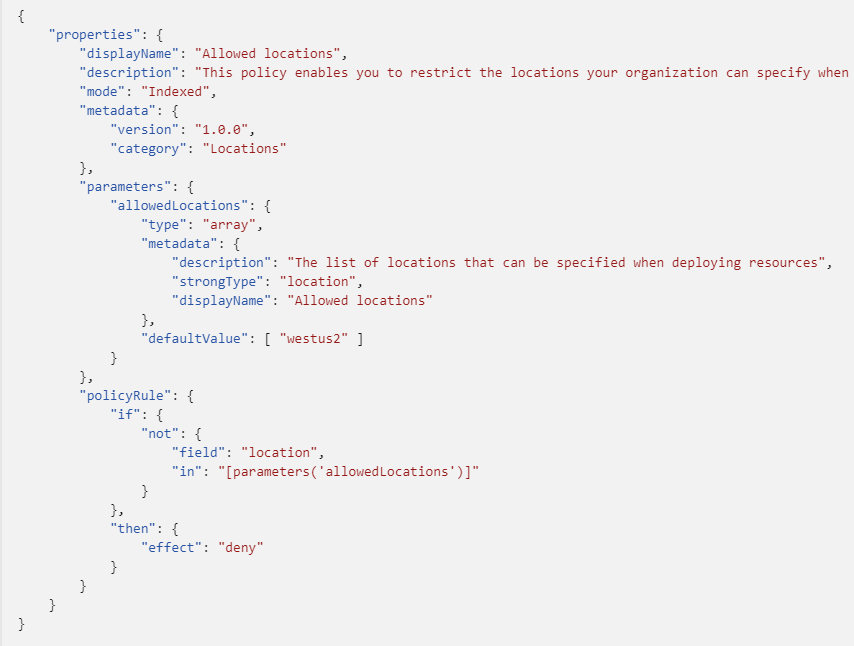 {
    "properties": {
        "displayName": "Allowed locations",
        "description": "This policy enables you to restrict the locations your organization can specify when
        "mode": "Indexed",
        "metadata": {
            "version": "1.0.0",
            "category": "Locations"
        },
        "parameters": {
            "allowedLocations": {
                "type": "array",
                "metadata": {
                    "description": "The list of locations that can be specified when deploying resources",
                    "strongType": "location",
                    "displayName": "Allowed locations"
                },
                "defaultValue": [ "westus2" ]
            }
        },
        "policyRule": {
            "if": {
                "not": {
                    "field": "location",
                    "in": "[parameters('allowedLocations')]"
                }
            },
            "then": {
                "effect": "deny"
            }
        }
    }
}